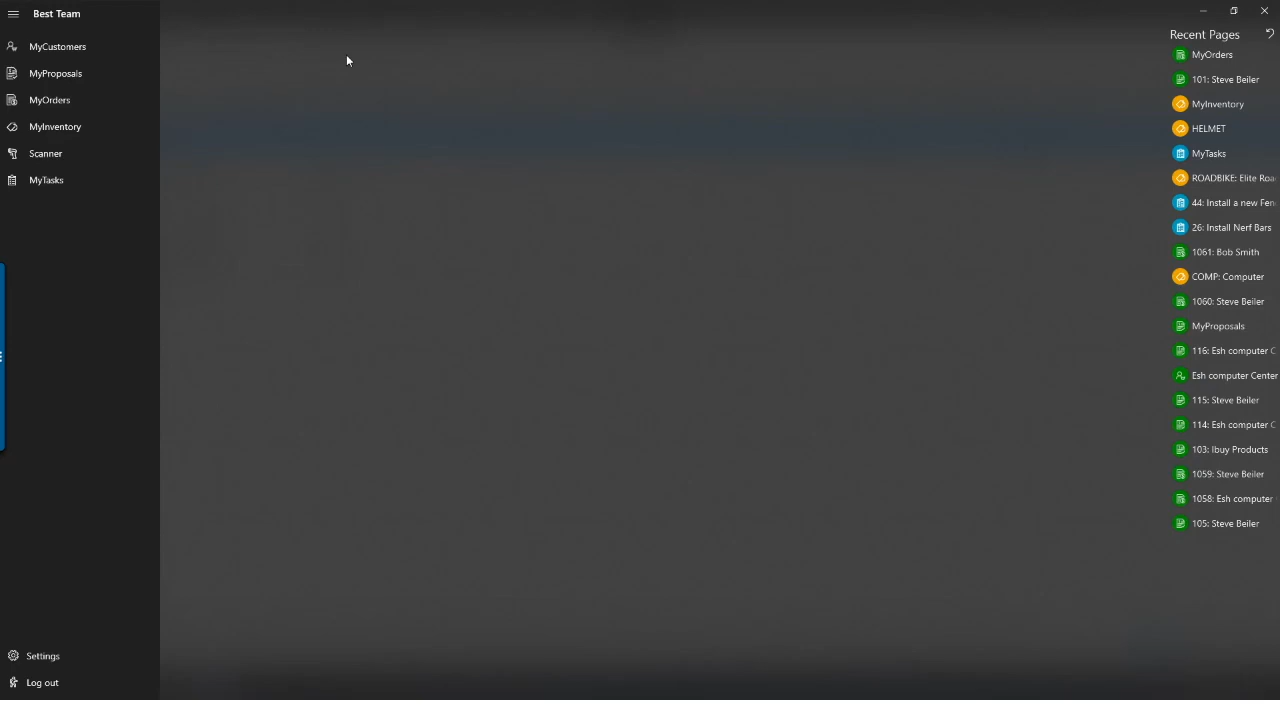 Best Team
MyCustomers
MyProposals
MyOrders
MyInventory
Scanner
MyTasks
Settings
Log out
Recent Pages
MyOrders
101: Steve Beiler
MyInventory
HELMET
MyTasks
ROADBIKE: Elite Roa
44: Install a new Fen
26: Install Nerf Bars
1061: Bob Smith
COMP: Computer
1060: Steve Beiler
MyProposals
116: Esh computer C
Esh computer Center
115: Steve Beiler
114: Esh computer C
103: Ibuy Products
1059: Steve Beiler
1058: Esh computer
105: Steve Beiler